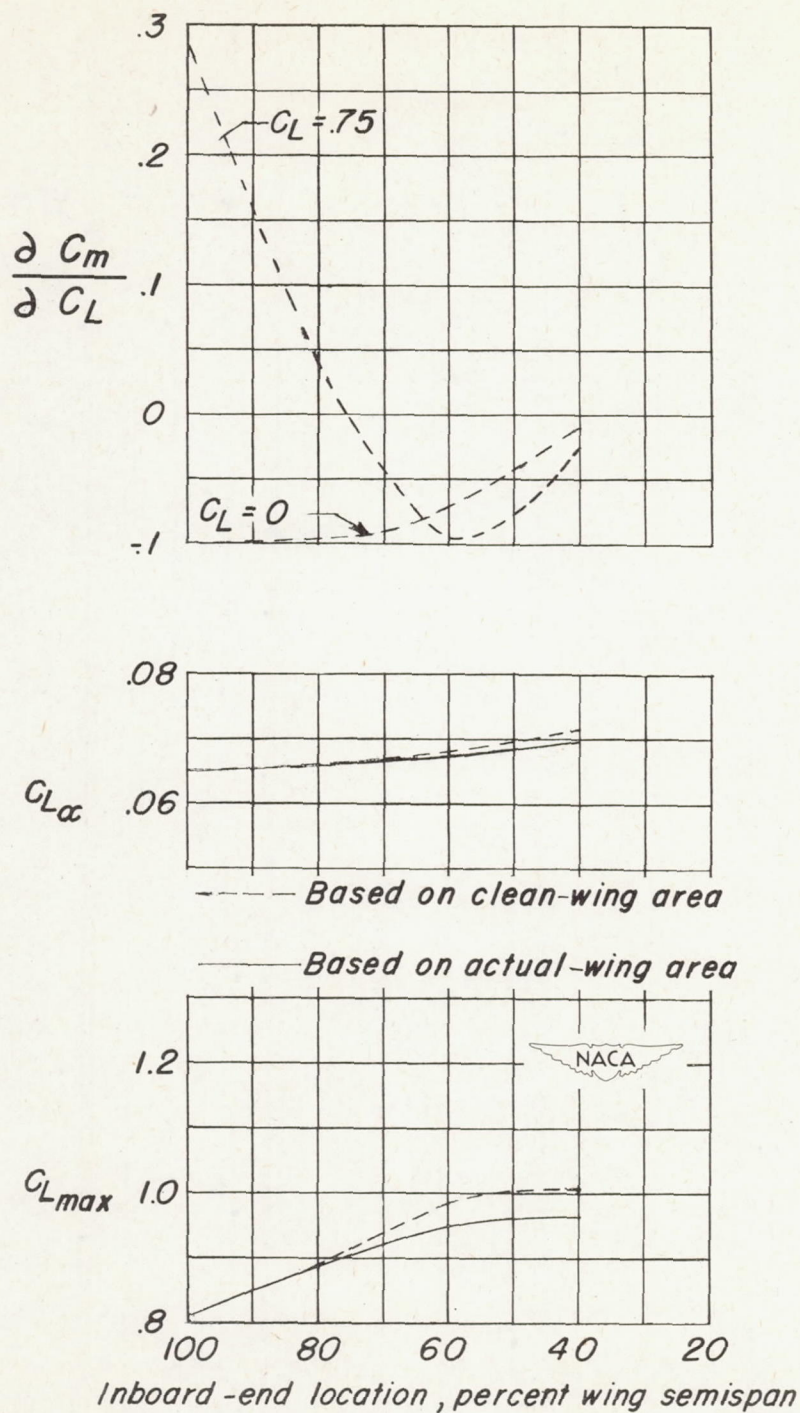 .3
C_L = .75
.2
∂ C_m
∂ C_L
.1
0
C_L = 0
-.1
.08
C_Lα
.06
Based on clean-wing area
Based on actual-wing area
1.2
NACA
C_Lmax
1.0
.8
100 80 60 40 20
Inboard-end location, percent wing semispan